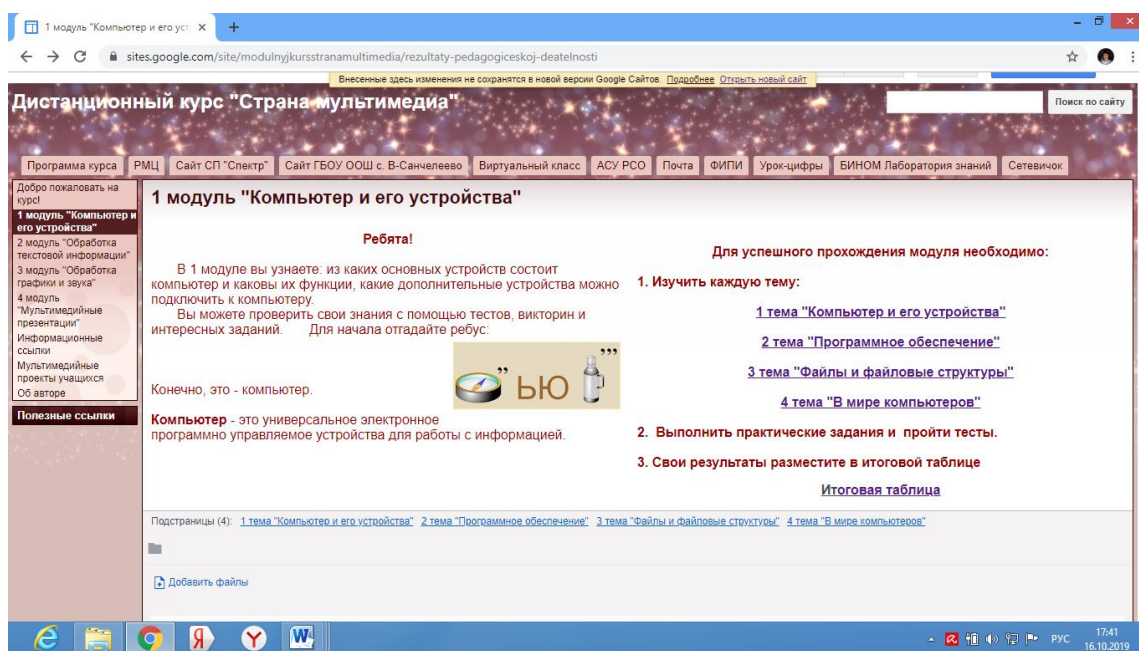 1 модуль "Компьютер и его уст
sites.google.com/site/modulnyjkursstranamultimedia/rezultaty-pedagogiceskoj-deatelnosti
Внесенные здесь изменения не сохранятся в новой версии Google Сайтов. Подробнее Открыть новый сайт
Дистанционный курс "Страна мультимедиа"
Поиск по сайту
Программа курса РМЦ Сайт СП "Спектр" Сайт ГБОУ ООШ с. В-Санчелеево Виртуальный класс АСУ РСО Почта ФИПИ Урок-цифры БИНОМ Лаборатория знаний Сетевичок
Добро пожаловать на
курс!
1 модуль "Компьютер и
его устройства"
2 модуль "Обработка
текстовой информации"
3 модуль "Обработка
графики и звука"
4 модуль
"Мультимедийные
презентации"
Информационные
ссылки
Мультимедийные
проекты учащихся
Об авторе
Полезные ссылки
1 модуль "Компьютер и его устройства"
Ребята!
В 1 модуле вы узнаете: из каких основных устройств состоит
компьютер и каковы их функции, какие дополнительные устройства можно
подключить к компьютеру.
Вы можете проверить свои знания с помощью тестов, викторин и
интересных заданий. Для начала отгадайте ребус:
" ЬЮ '''
Конечно, это - компьютер.
Компьютер - это универсальное электронное
программно управляемое устройства для работы с информацией.
Для успешного прохождения модуля необходимо:
1. Изучить каждую тему:
1 тема "Компьютер и его устройства"
2 тема "Программное обеспечение"
3 тема "Файлы и файловые структуры"
4 тема "В мире компьютеров"
2. Выполнить практические задания и пройти тесты.
3. Свои результаты разместите в итоговой таблице
Итоговая таблица
Подстраницы (4): 1 тема "Компьютер и его устройства" 2 тема "Программное обеспечение" 3 тема "Файлы и файловые структуры" 4 тема "В мире компьютеров"
Добавить файлы
РУС
17:41
16.10.2019